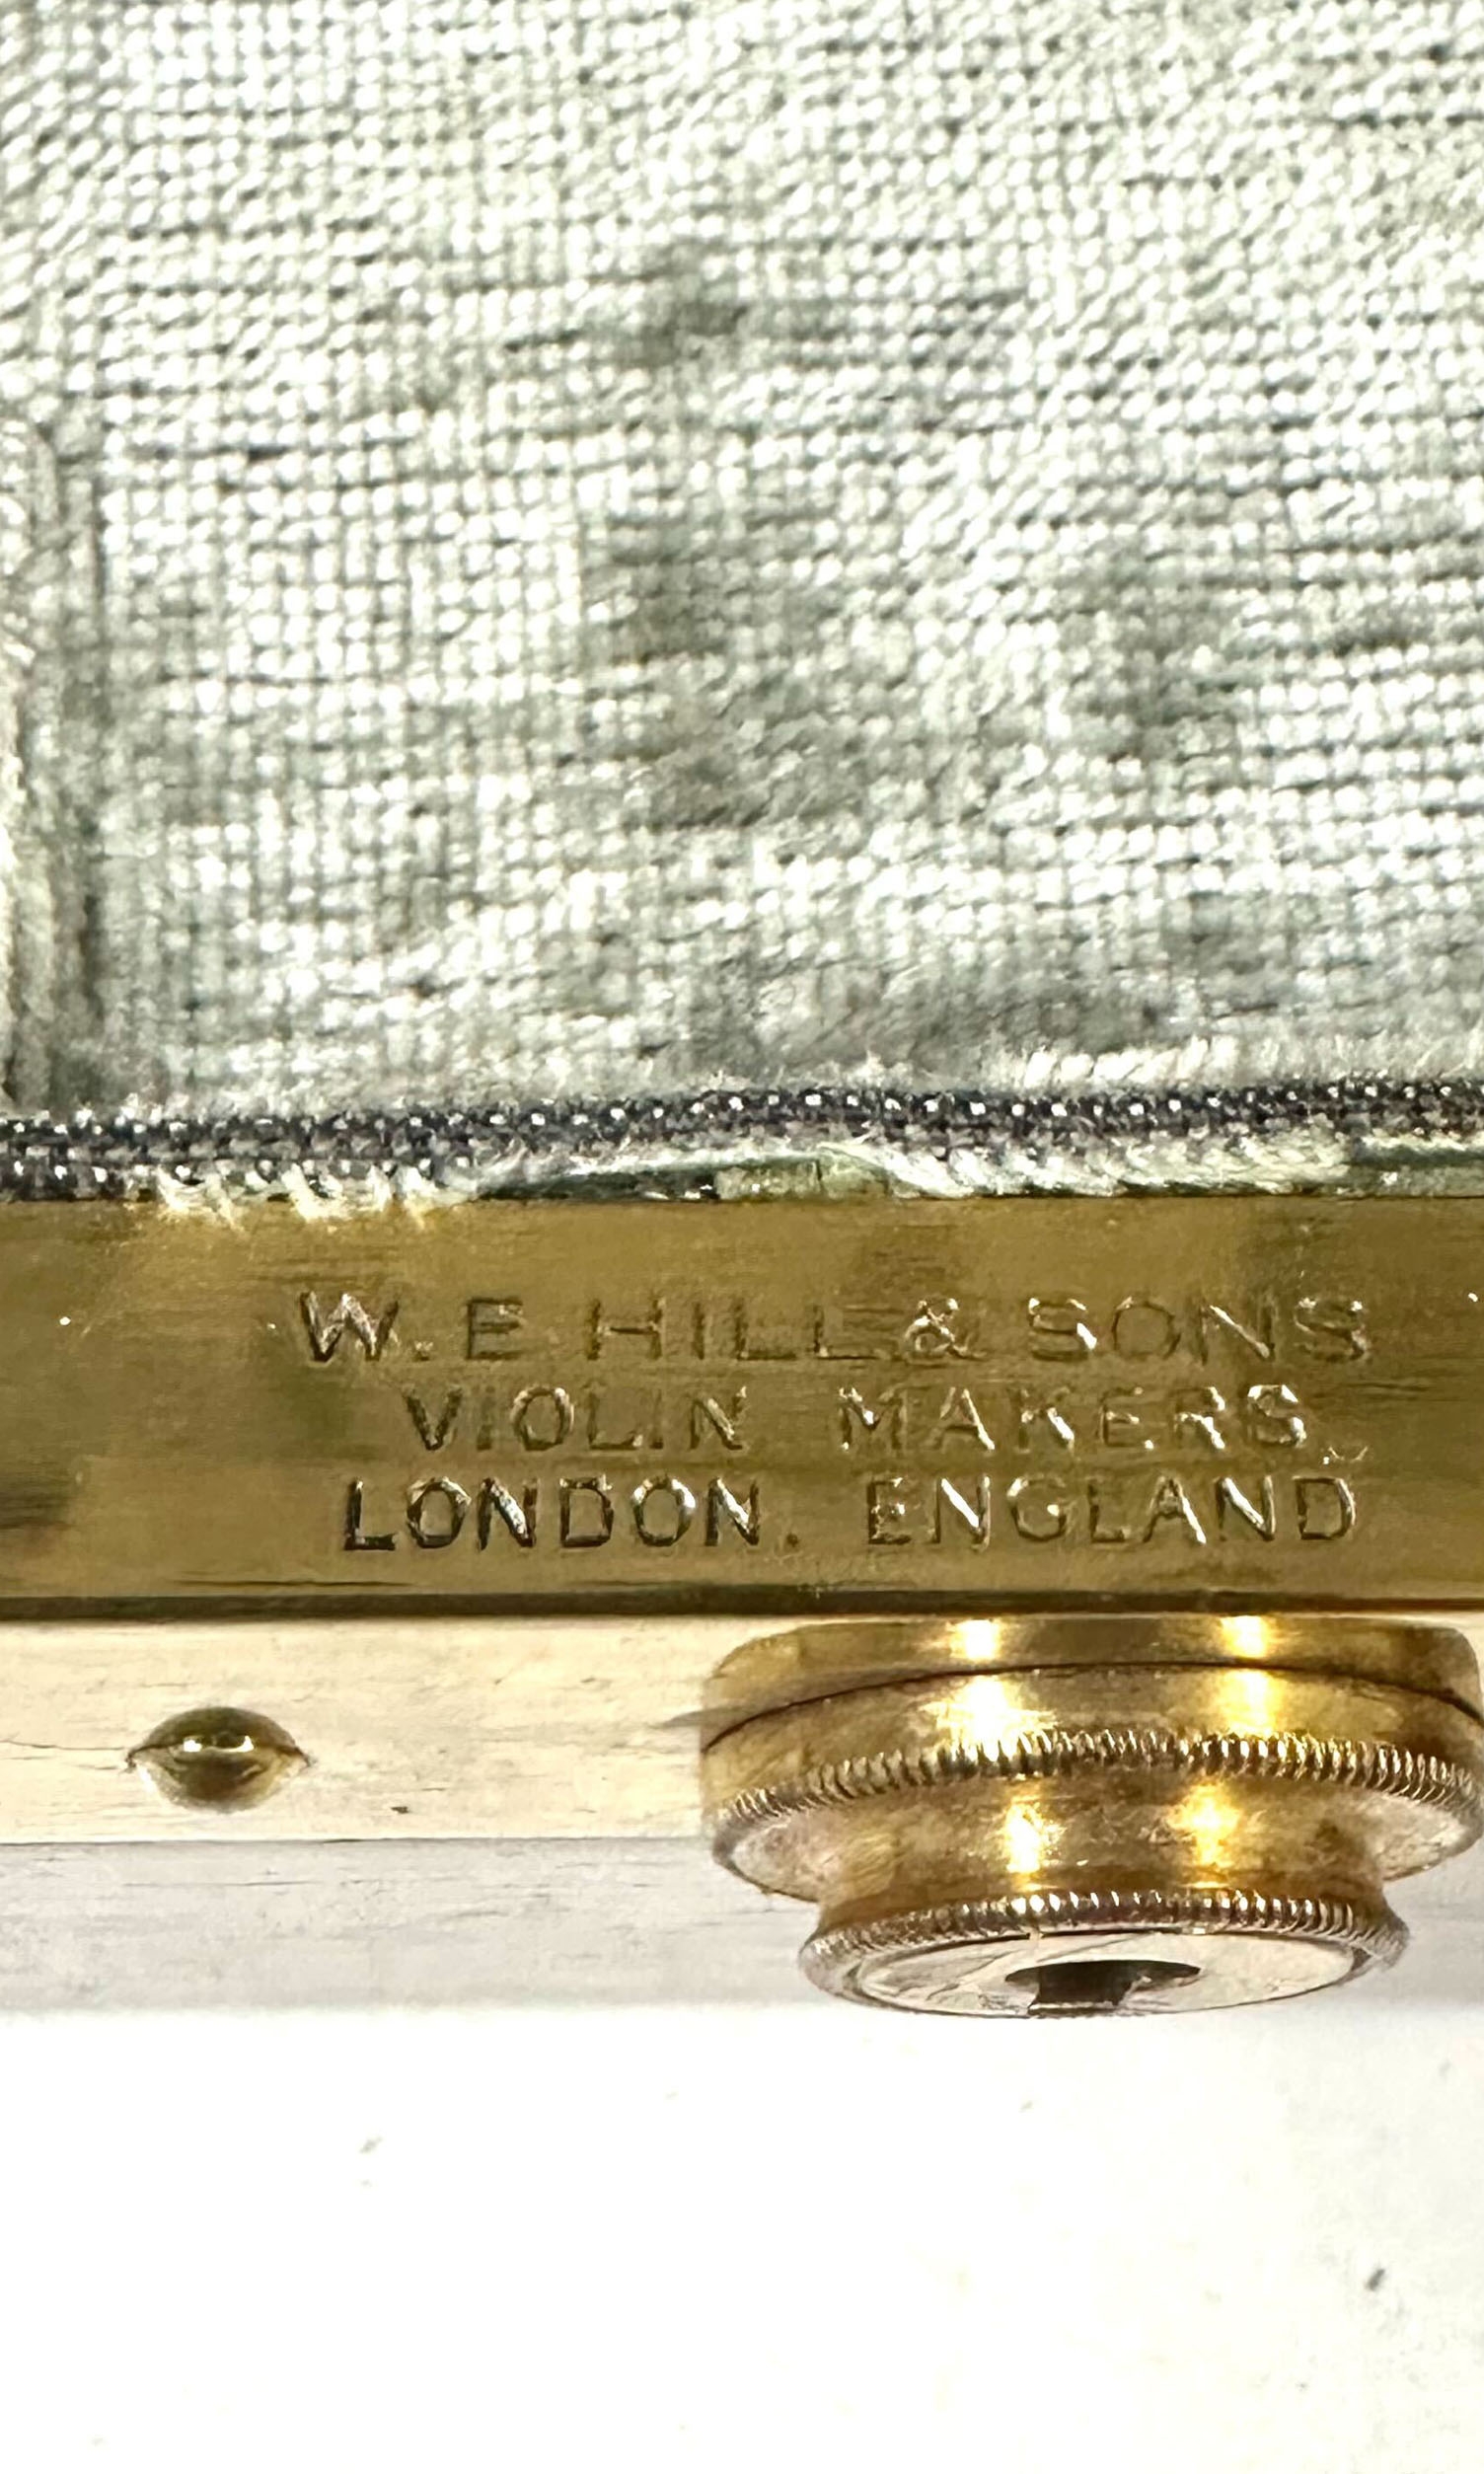 W. E HILL & SONS
VIOLIN MAKERS
LONDON. ENGLAND